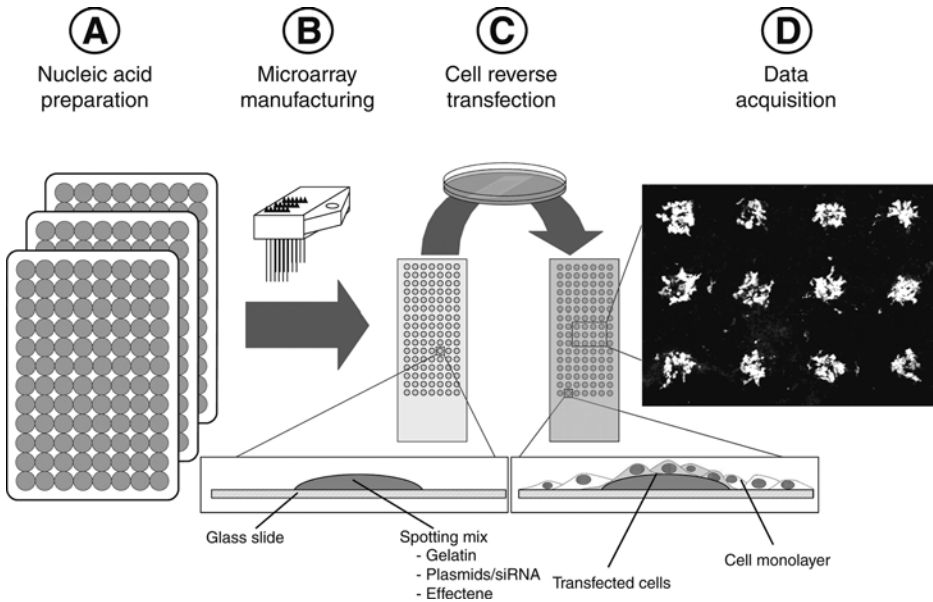 A
Nucleic acid
preparation
B
Microarray
manufacturing
C
Cell reverse
transfection
D
Data
acquisition
Glass slide
Spotting mix
- Gelatin
- Plasmids/siRNA
- Effectene
Transfected cells
Cell monolayer